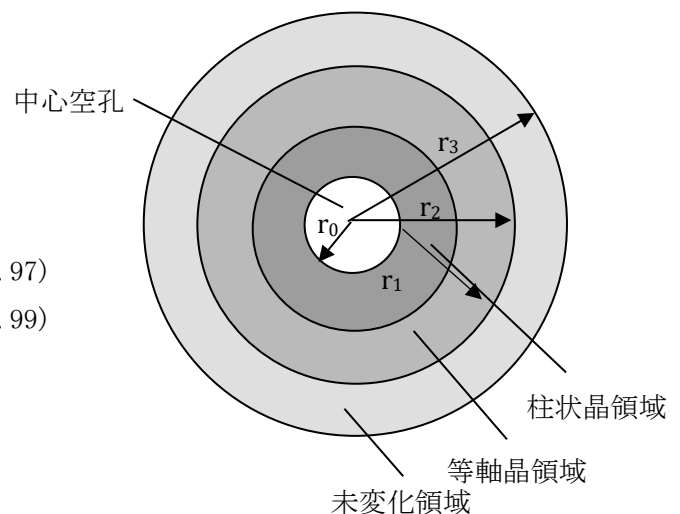 中心空孔
r₃
r₂
r₀
r₁
. 97)
. 99)
柱状晶領域
等軸晶領域
未変化領域